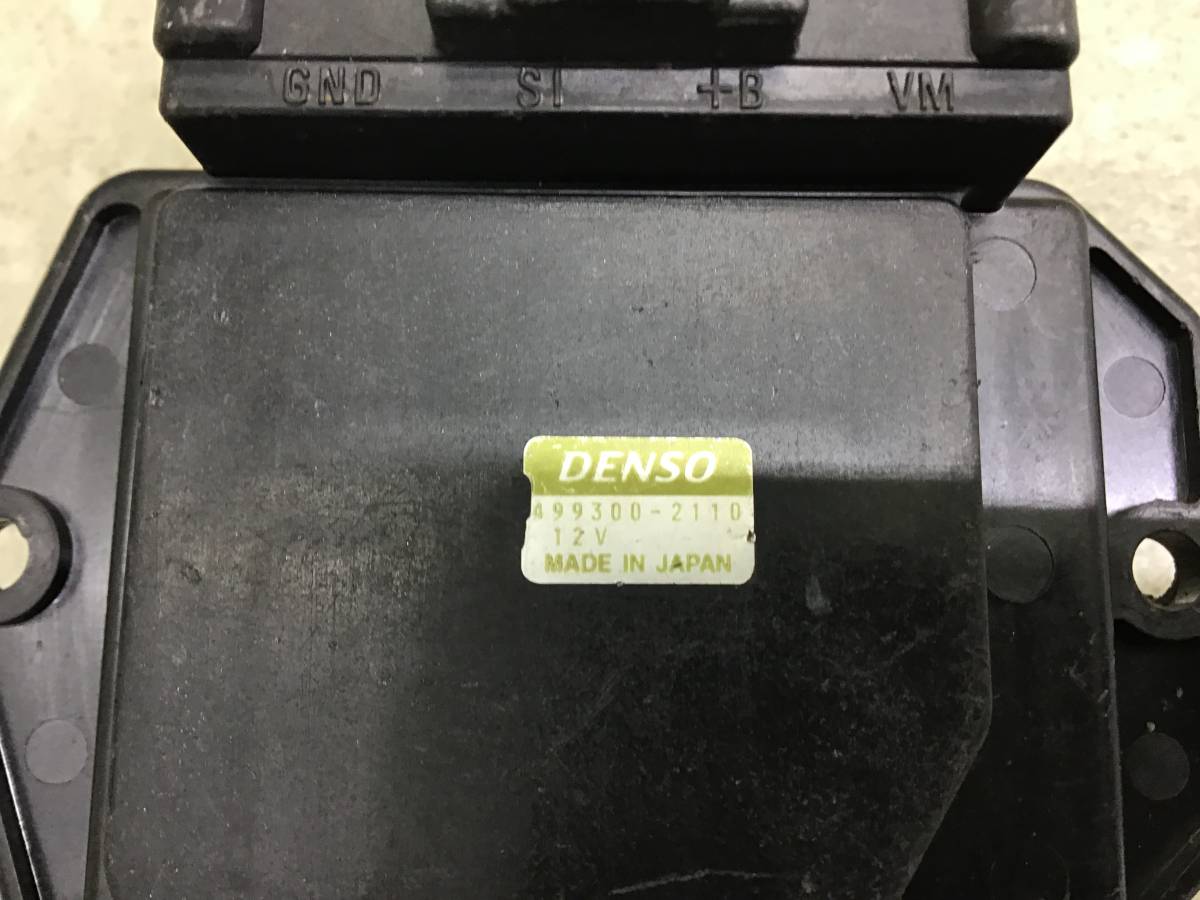 GND SI +B VM
DENSO
499300-2110
12V
MADE IN JAPAN